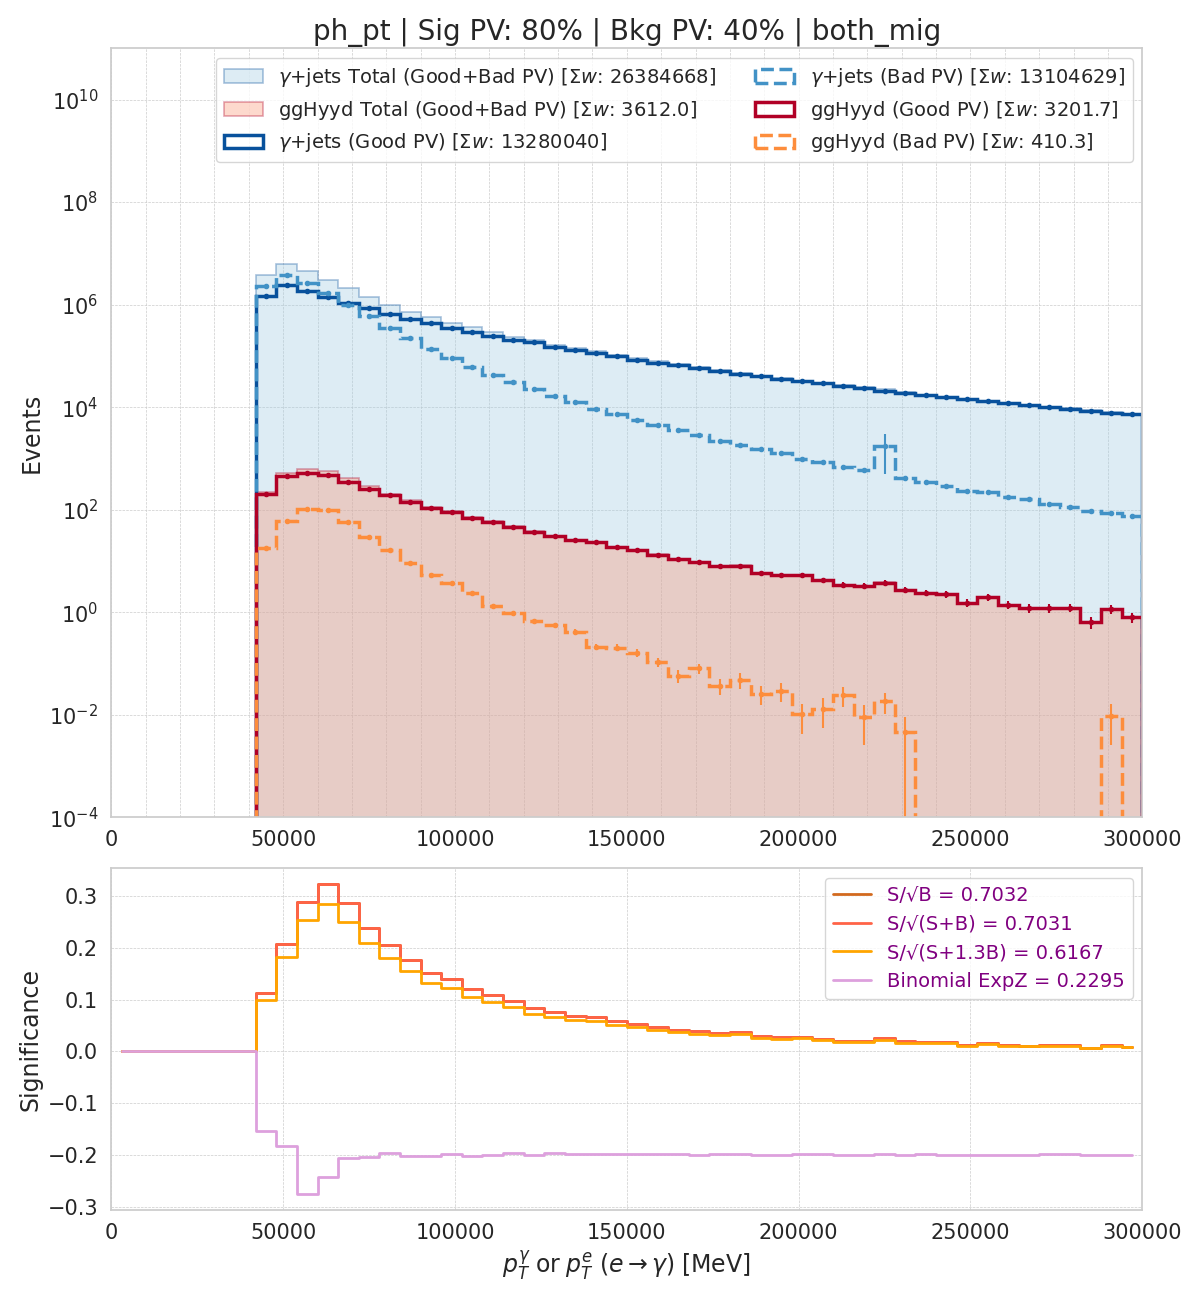 ph_pt | Sig PV: 80% | Bkg PV: 40% | both_mig
γ+jets Total (Good+Bad PV) [Σw: 26384668]
ggHyyd Total (Good+Bad PV) [Σw: 3612.0]
γ+jets (Good PV) [Σw: 13280040]
γ+jets (Bad PV) [Σw: 13104629]
ggHyyd (Good PV) [Σw: 3201.7]
ggHyyd (Bad PV) [Σw: 410.3]
Events
10^10
10^8
10^6
10^4
10^2
10^0
10^−2
10^−4
0 50000 100000 150000 200000 250000 300000
S/√B = 0.7032
S/√(S+B) = 0.7031
S/√(S+1.3B) = 0.6167
Binomial ExpZ = 0.2295
Significance
0.3
0.2
0.1
0.0
−0.1
−0.2
−0.3
0 50000 100000 150000 200000 250000 300000
p_T^γ or p_T^e (e→γ) [MeV]